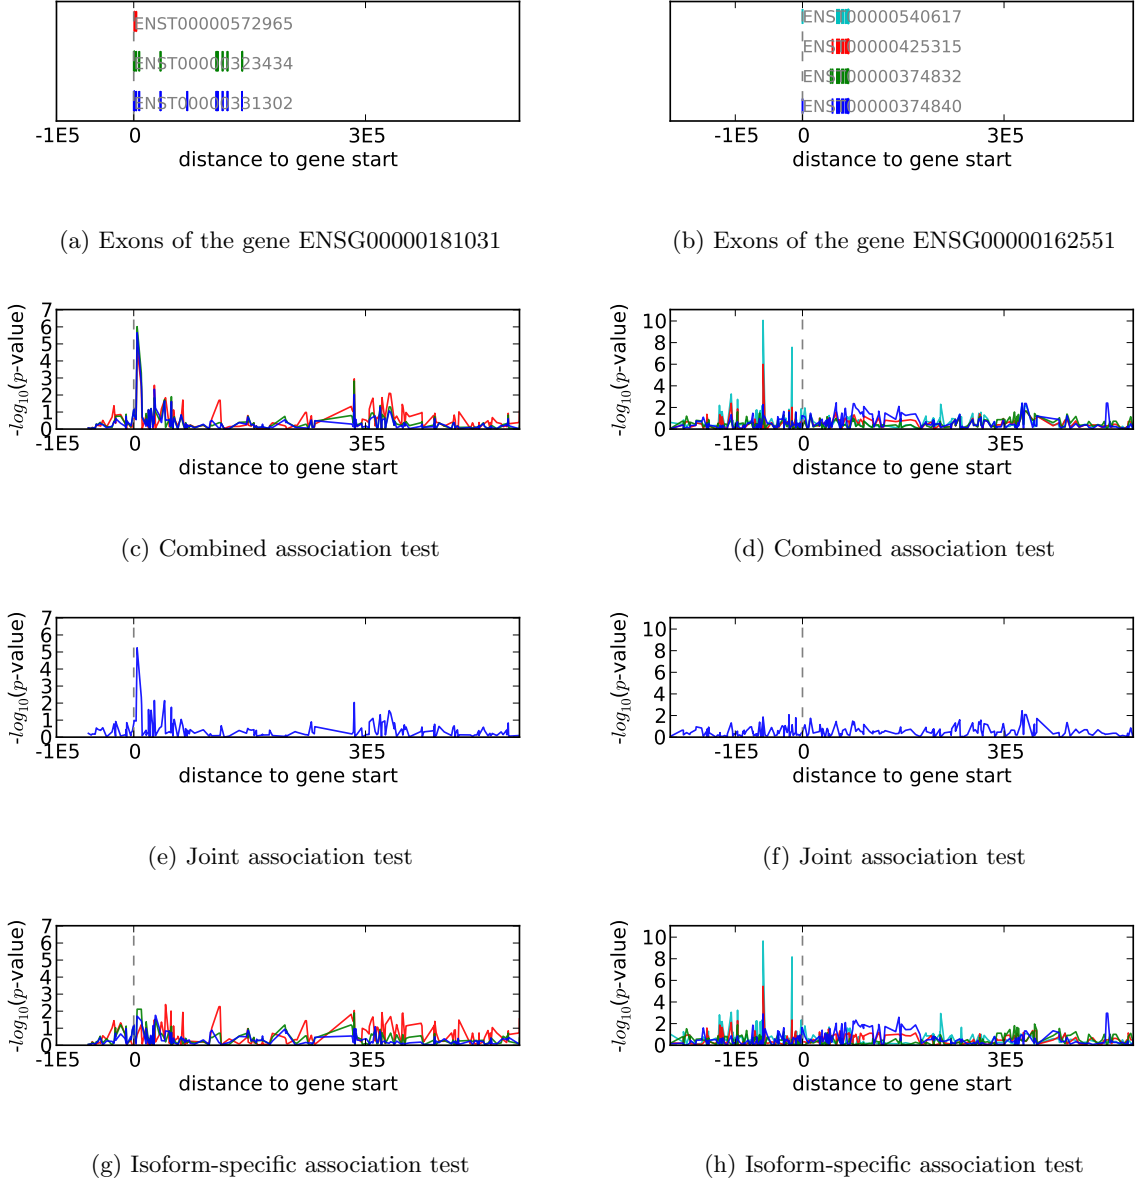 ENST00000572965
ENST00000323434
ENST00000331302
-1E5 0 3E5
distance to gene start
(a) Exons of the gene ENSG00000181031
ENST00000540617
ENST00000425315
ENST00000374832
ENST00000374840
-1E5 0 3E5
distance to gene start
(b) Exons of the gene ENSG00000162551
-log10(p-value)
7
6
5
4
3
2
1
0
-1E5 0 3E5
distance to gene start
(c) Combined association test
-log10(p-value)
10
8
6
4
2
0
-1E5 0 3E5
distance to gene start
(d) Combined association test
-log10(p-value)
7
6
5
4
3
2
1
0
-1E5 0 3E5
distance to gene start
(e) Joint association test
-log10(p-value)
10
8
6
4
2
0
-1E5 0 3E5
distance to gene start
(f) Joint association test
-log10(p-value)
7
6
5
4
3
2
1
0
-1E5 0 3E5
distance to gene start
(g) Isoform-specific association test
-log10(p-value)
10
8
6
4
2
0
-1E5 0 3E5
distance to gene start
(h) Isoform-specific association test